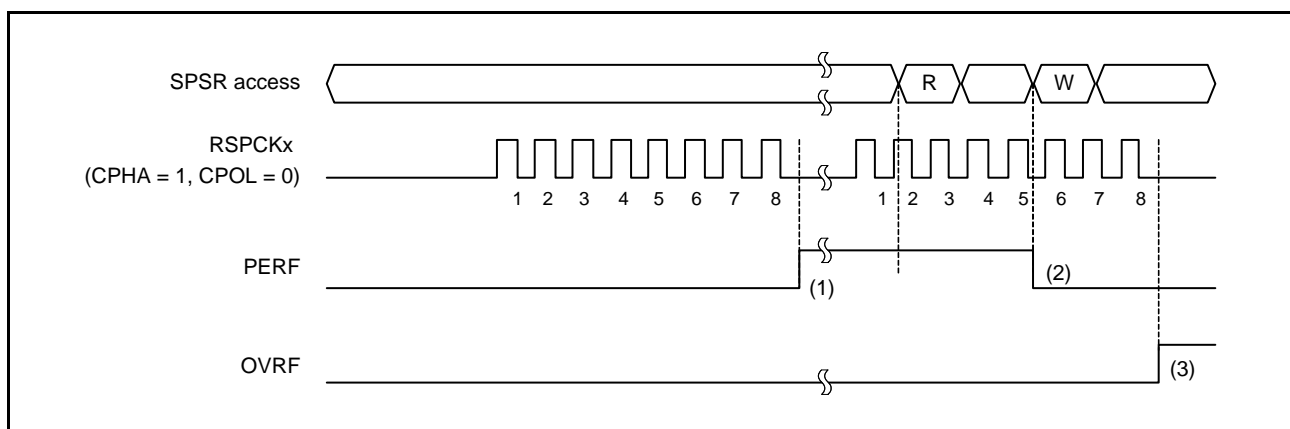 SPSR access
R
W
RSPCKx
(CPHA = 1, CPOL = 0)
1 2 3 4 5 6 7 8 1 2 3 4 5 6 7 8
PERF
(1)
(2)
OVRF
(3)